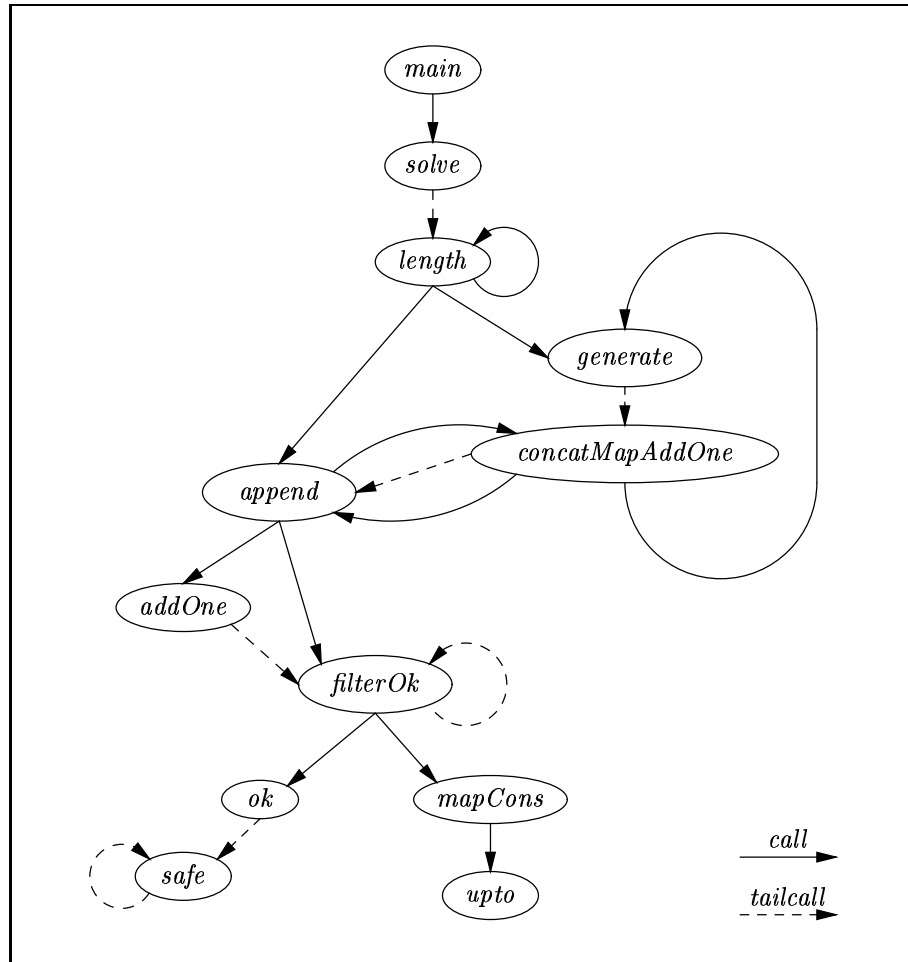 main
solve
length
generate
concatMapAddOne
append
addOne
filterOk
ok
mapCons
safe
upto
call
tailcall